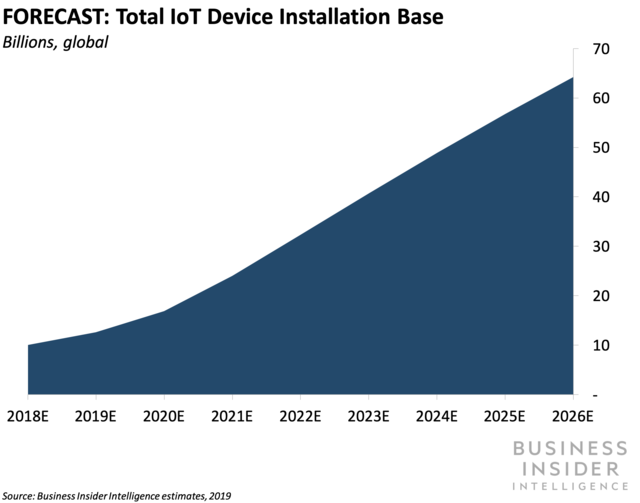 FORECAST: Total IoT Device Installation Base
Billions, global
70
60
50
40
30
20
10
-
2018E 2019E 2020E 2021E 2022E 2023E 2024E 2025E 2026E
BUSINESS
INSIDER
INTELLIGENCE
Source: Business Insider Intelligence estimates, 2019